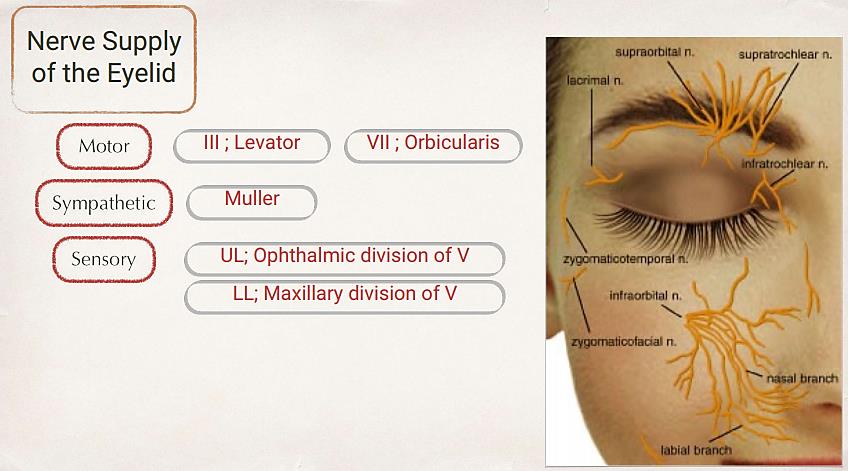 Nerve Supply
of the Eyelid
Motor
III ; Levator
VII ; Orbicularis
Sympathetic
Muller
Sensory
UL; Ophthalmic division of V
LL; Maxillary division of V
supraorbital n.
supratrochlear n.
lacrimal n.
infratrochlear n.
zygomaticotemporal n.
infraorbital n.
zygomaticofacial n.
nasal branch
labial branch